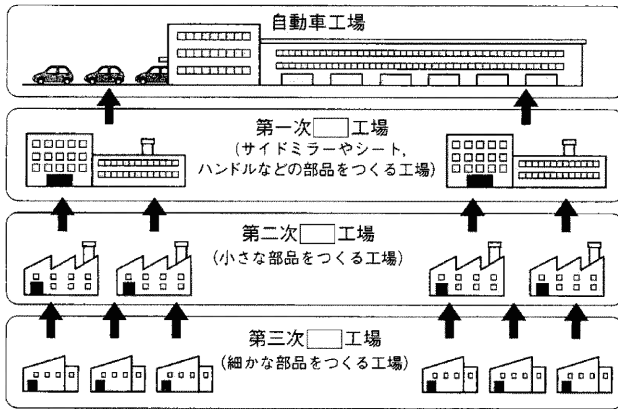 自動車工場
第一次□工場
(サイドミラーやシート,
ハンドルなどの部品をつくる工場)
第二次□工場
(小さな部品をつくる工場)
第三次□工場
(細かな部品をつくる工場)